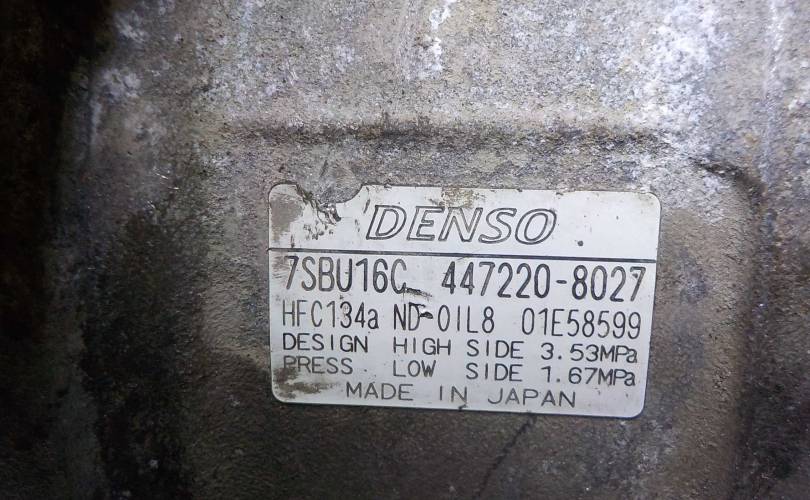 DENSO
7SBU16C 447220-8027
HFC134a ND-OIL8 01E58599
DESIGN HIGH SIDE 3.53MPa
PRESS LOW SIDE 1.67MPa
MADE IN JAPAN